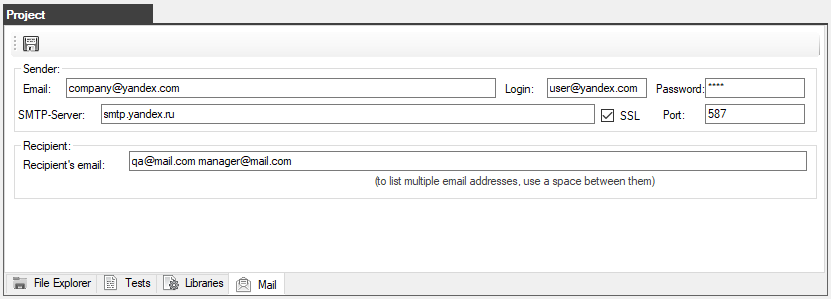 Project
Sender:
Email: company@yandex.com Login: user@yandex.com Password: ****
SMTP-Server: smtp.yandex.ru SSL Port: 587
Recipient:
Recipient's email: qa@mail.com manager@mail.com
(to list multiple email addresses, use a space between them)
File Explorer Tests Libraries Mail